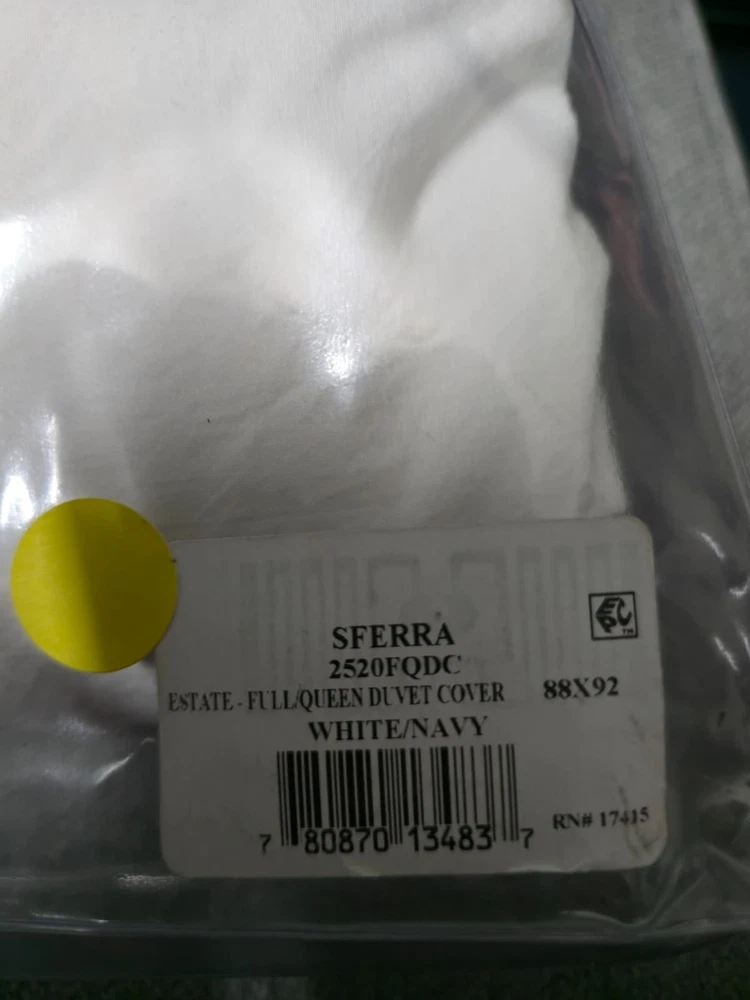 SFERRA
2520FQDC
ESTATE - FULL/QUEEN DUVET COVER 88X92
WHITE/NAVY
7 80870 13483 7
RN# 17415